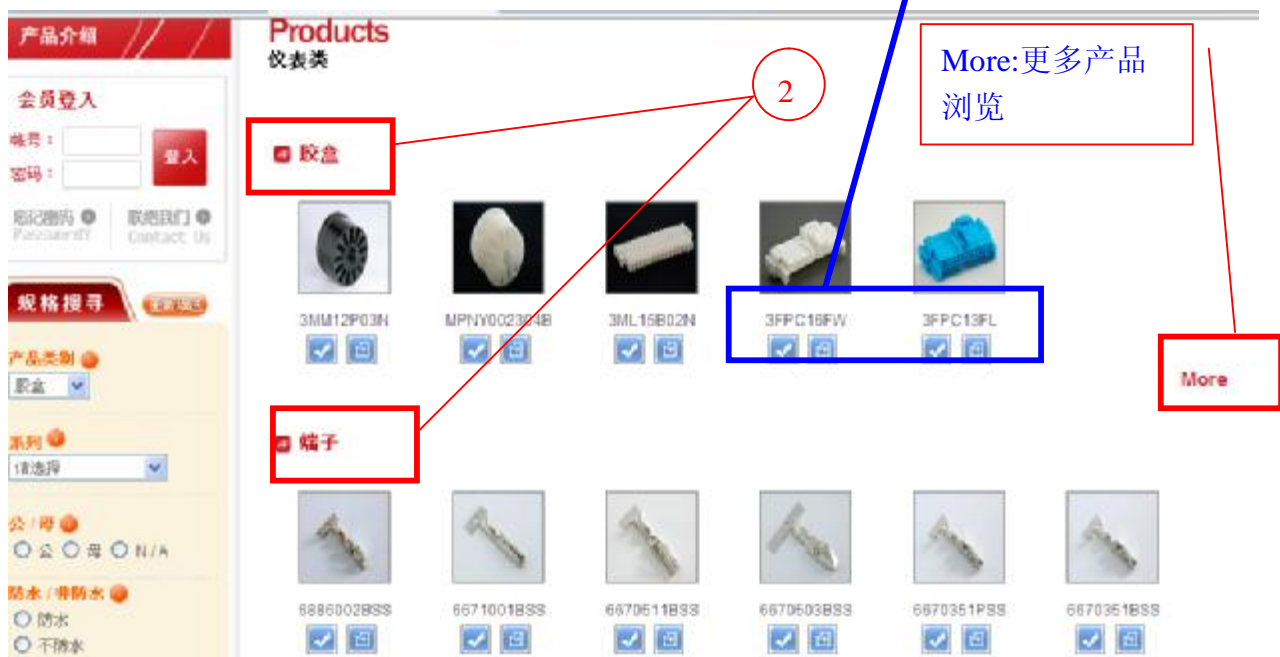 产品介绍
会员登入
帐号：
登入
密码：
忘记密码
联络我们
Contact Us
规格搜寻
产品类别
胶盒
系列
请选择
公 / 母
公 母 N/A
防水 / 非防水
防水
不防水
Products
仪表类
2
More:更多产品
浏览
胶盒
3MM12P03N
MPNY002304B
3ML15B02N
3FPC16FW
3FPC13FL
More
端子
6886002BSS
6671001BSS
6670511BSS
6670503BSS
6670351PSS
6670351BSS